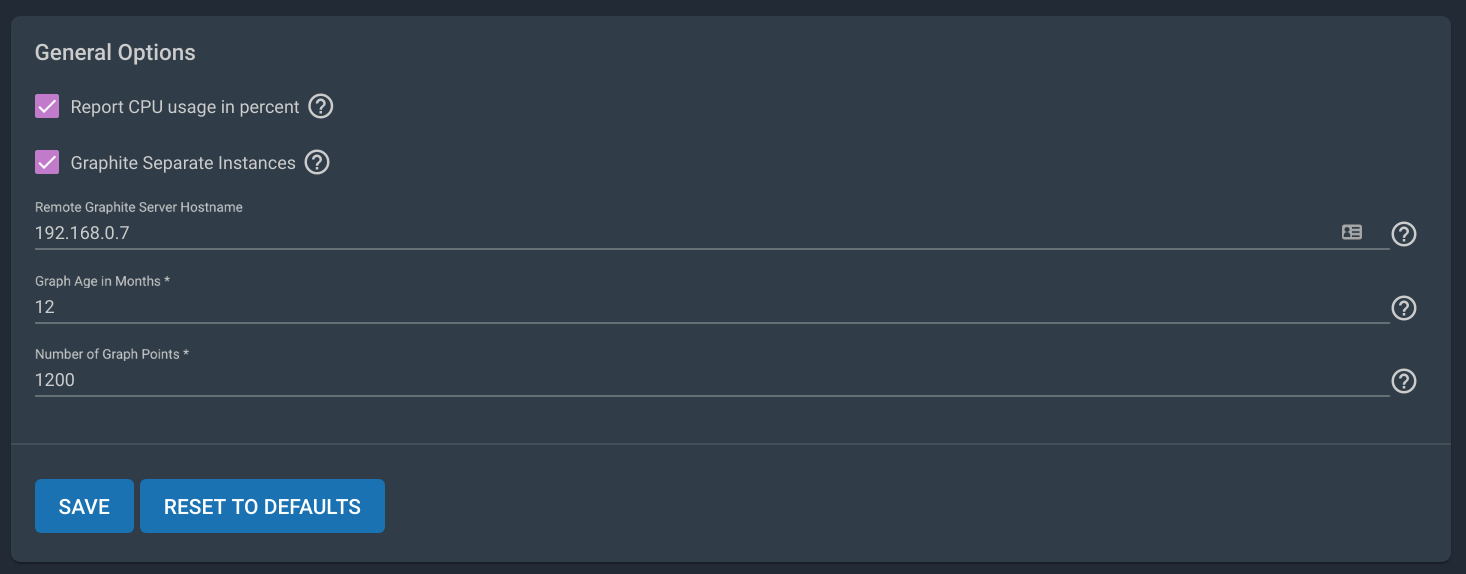 General Options
Report CPU usage in percent
Graphite Separate Instances
Remote Graphite Server Hostname
192.168.0.7
Graph Age in Months *
12
Number of Graph Points *
1200
SAVE RESET TO DEFAULTS